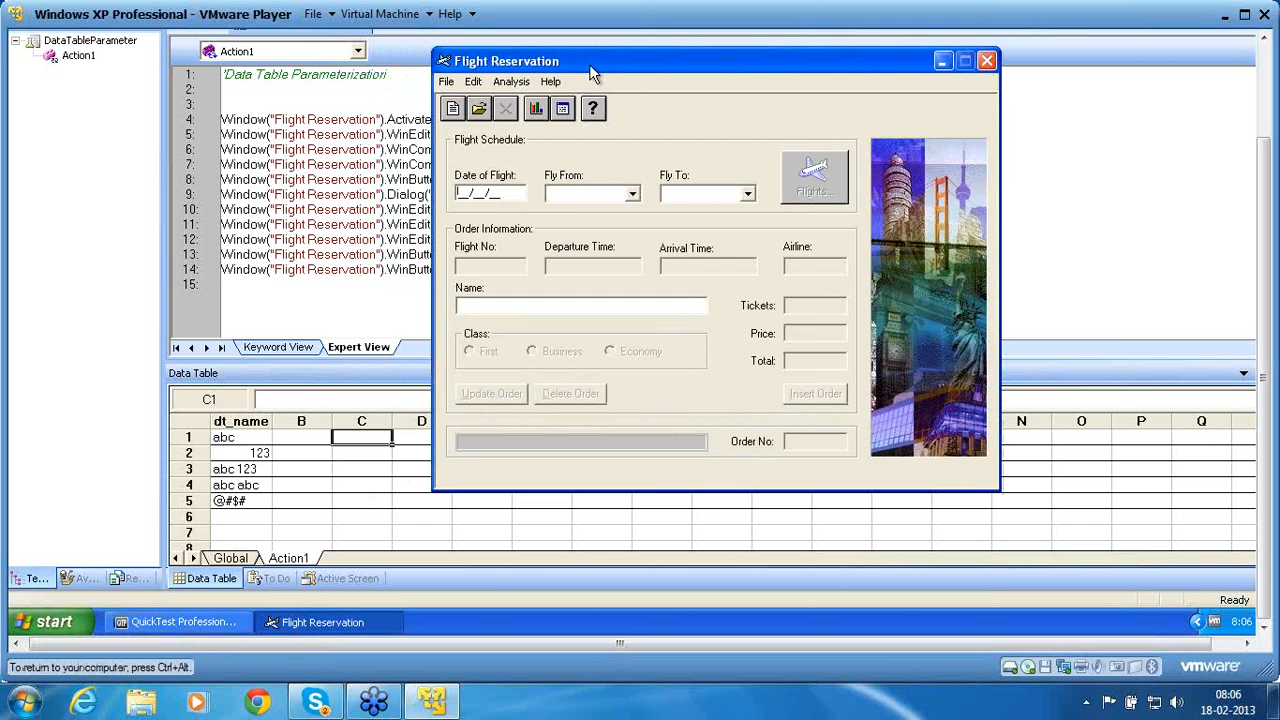 Windows XP Professional - VMware Player File Virtual Machine Help
DataTableParameter
Action1
Action1
1: 'Data Table Parameterization
2:
3:
4: Window("Flight Reservation").Activate
5: Window("Flight Reservation").WinEdit
6: Window("Flight Reservation").WinCom
7: Window("Flight Reservation").WinCom
8: Window("Flight Reservation").WinButt
9: Window("Flight Reservation").Dialog("
10: Window("Flight Reservation").WinEdit
11: Window("Flight Reservation").WinEdit
12: Window("Flight Reservation").WinEdit
13: Window("Flight Reservation").WinButt
14: Window("Flight Reservation").WinButt
15:
Keyword View Expert View
Flight Reservation
File Edit Analysis Help
Flight Schedule:
Date of Flight: Fly From: Fly To:
__/__/__
Flights...
Order Information:
Flight No: Departure Time: Arrival Time: Airline:
Name:
Tickets:
Class:
Price:
First Business Economy
Total:
Update Order Delete Order Insert Order
Order No:
Data Table
C1
dt_name B C D N O P Q
1 abc
2 123
3 abc 123
4 abc abc
5 @#$#
6
7
8
Global Action1
Te... Av... Re... Data Table To Do Active Screen
Ready
start QuickTest Profession... Flight Reservation 8:06
To return to your computer, press Ctrl+Alt.
vmware
08:06
18-02-2013